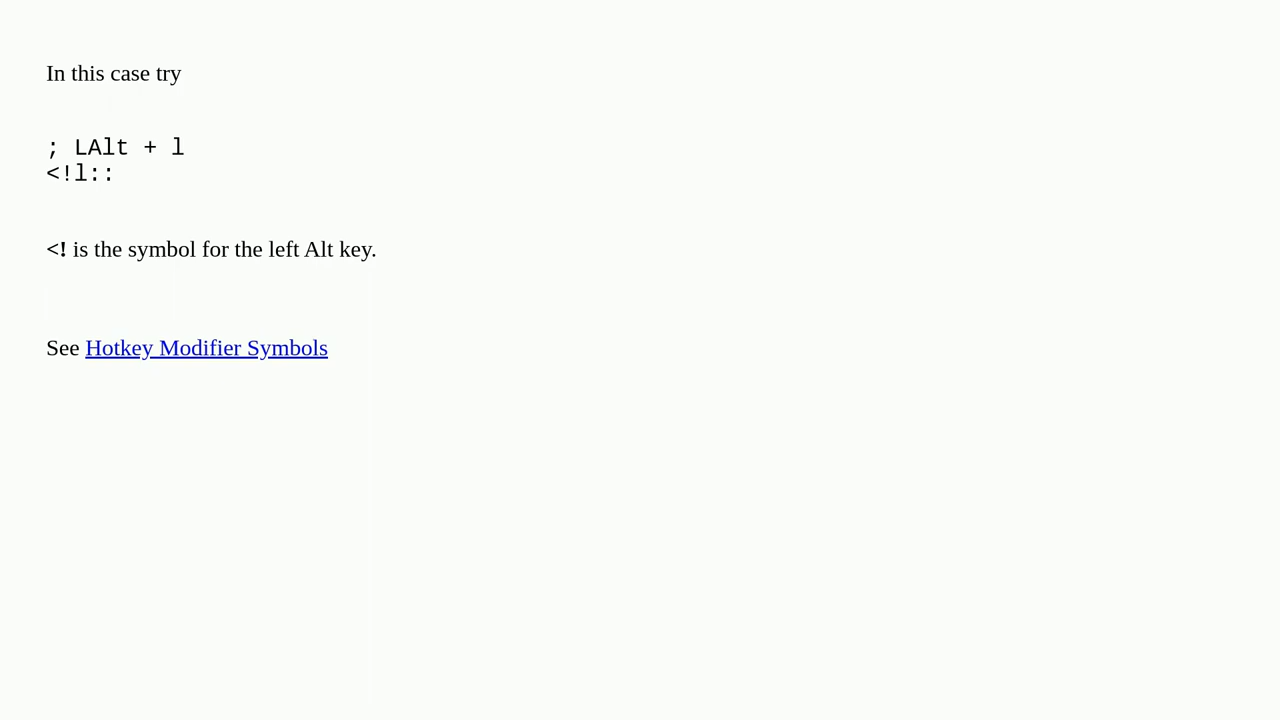 In this case try
; LAlt + l
<!l::
<! is the symbol for the left Alt key.
See Hotkey Modifier Symbols